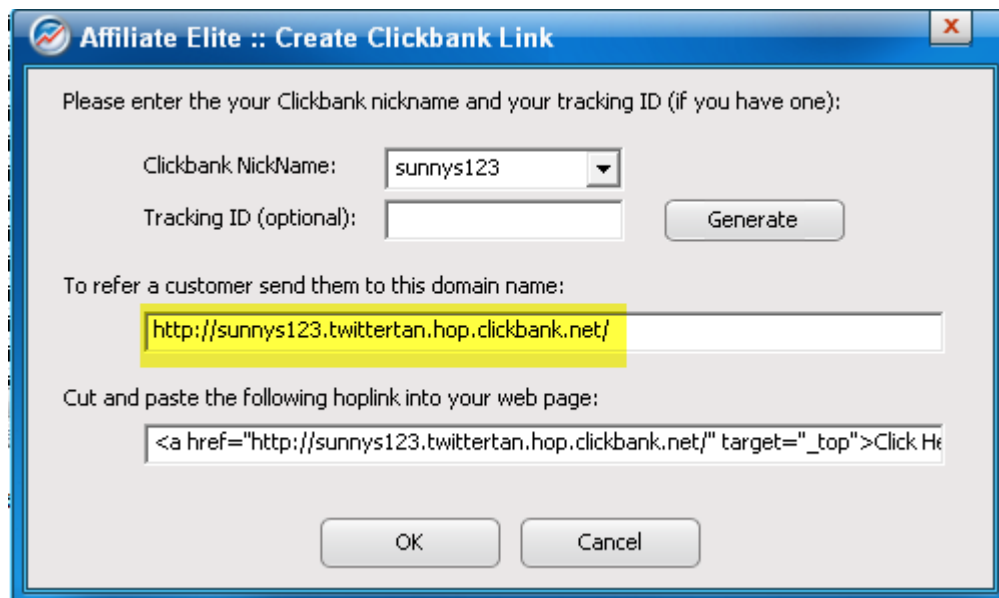 Affiliate Elite :: Create Clickbank Link
x
Please enter the your Clickbank nickname and your tracking ID (if you have one):
Clickbank NickName: sunnys123
Tracking ID (optional): Generate
To refer a customer send them to this domain name:
http://sunnys123.twittertan.hop.clickbank.net/
Cut and paste the following hoplink into your web page:
<a href="http://sunnys123.twittertan.hop.clickbank.net/" target="_top">Click He
OK Cancel